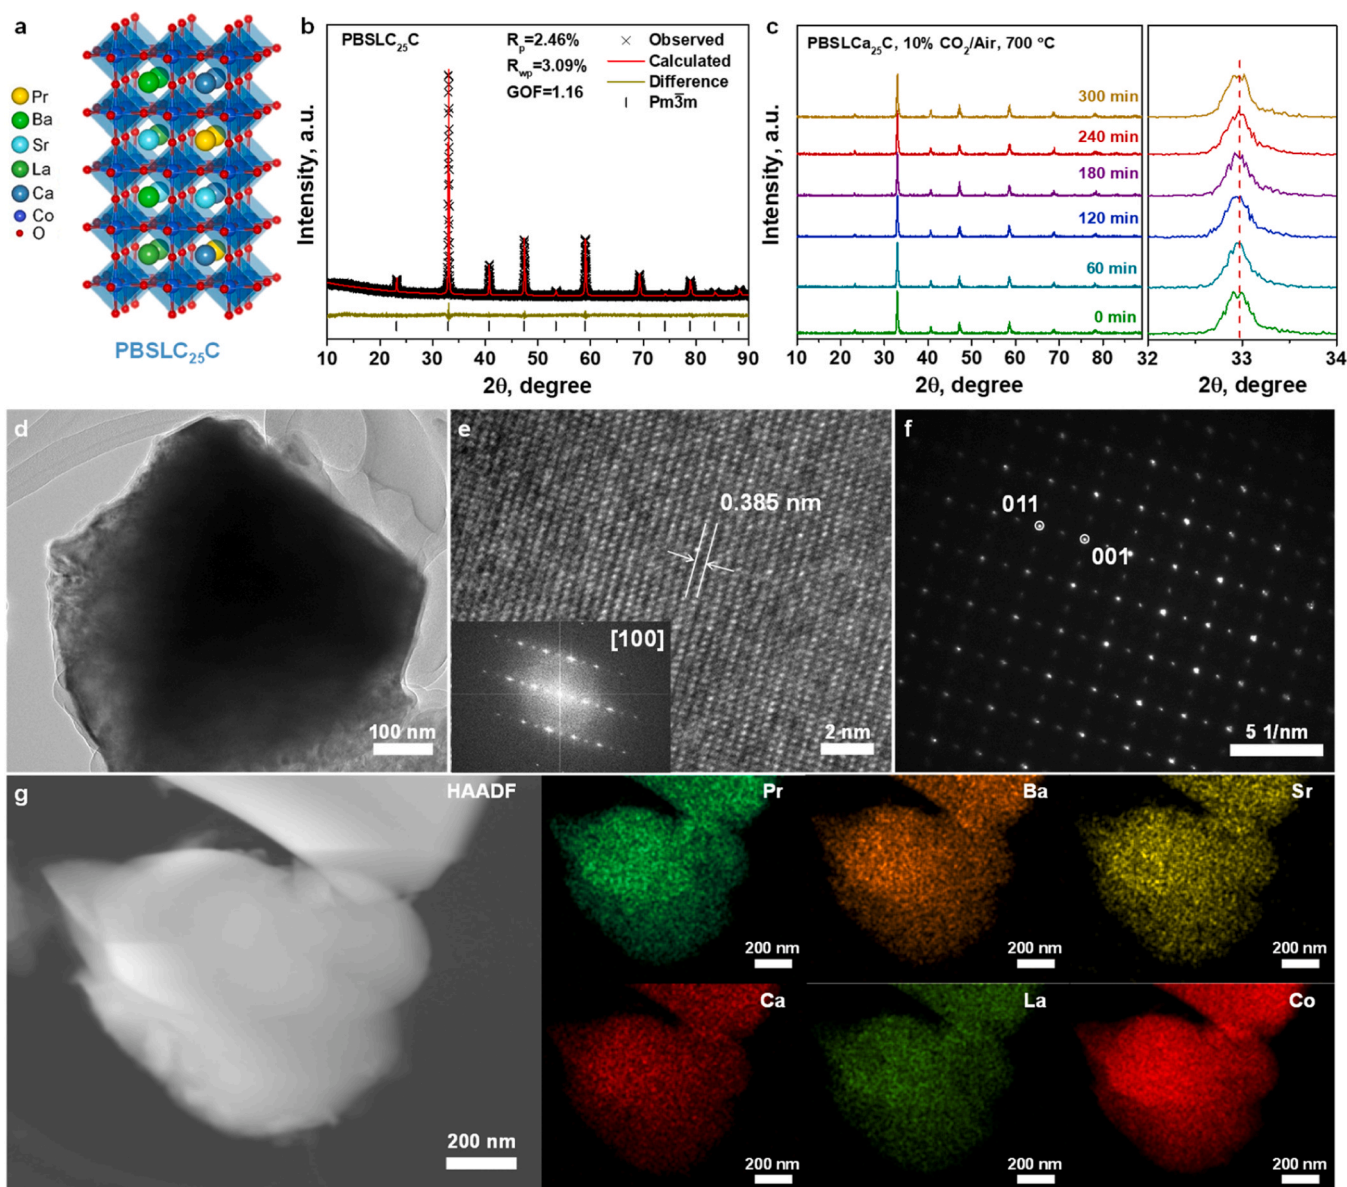 a
Pr
Ba
Sr
La
Ca
Co
O
PBSLC₂₅C
b
PBSLC₂₅C
Rₚ=2.46%
R_wp=3.09%
GOF=1.16
Observed
Calculated
Difference
Pm3̅m
Intensity, a.u.
10 20 30 40 50 60 70 80 90
2θ, degree
c
PBSLCa₂₅C, 10% CO₂/Air, 700 °C
300 min
240 min
180 min
120 min
60 min
0 min
Intensity, a.u.
10 20 30 40 50 60 70 80
2θ, degree
32 33 34
2θ, degree
d
100 nm
e
0.385 nm
[100]
2 nm
f
011
001
5 1/nm
g
HAADF
200 nm
Pr
200 nm
Ba
200 nm
Sr
200 nm
Ca
200 nm
La
200 nm
Co
200 nm